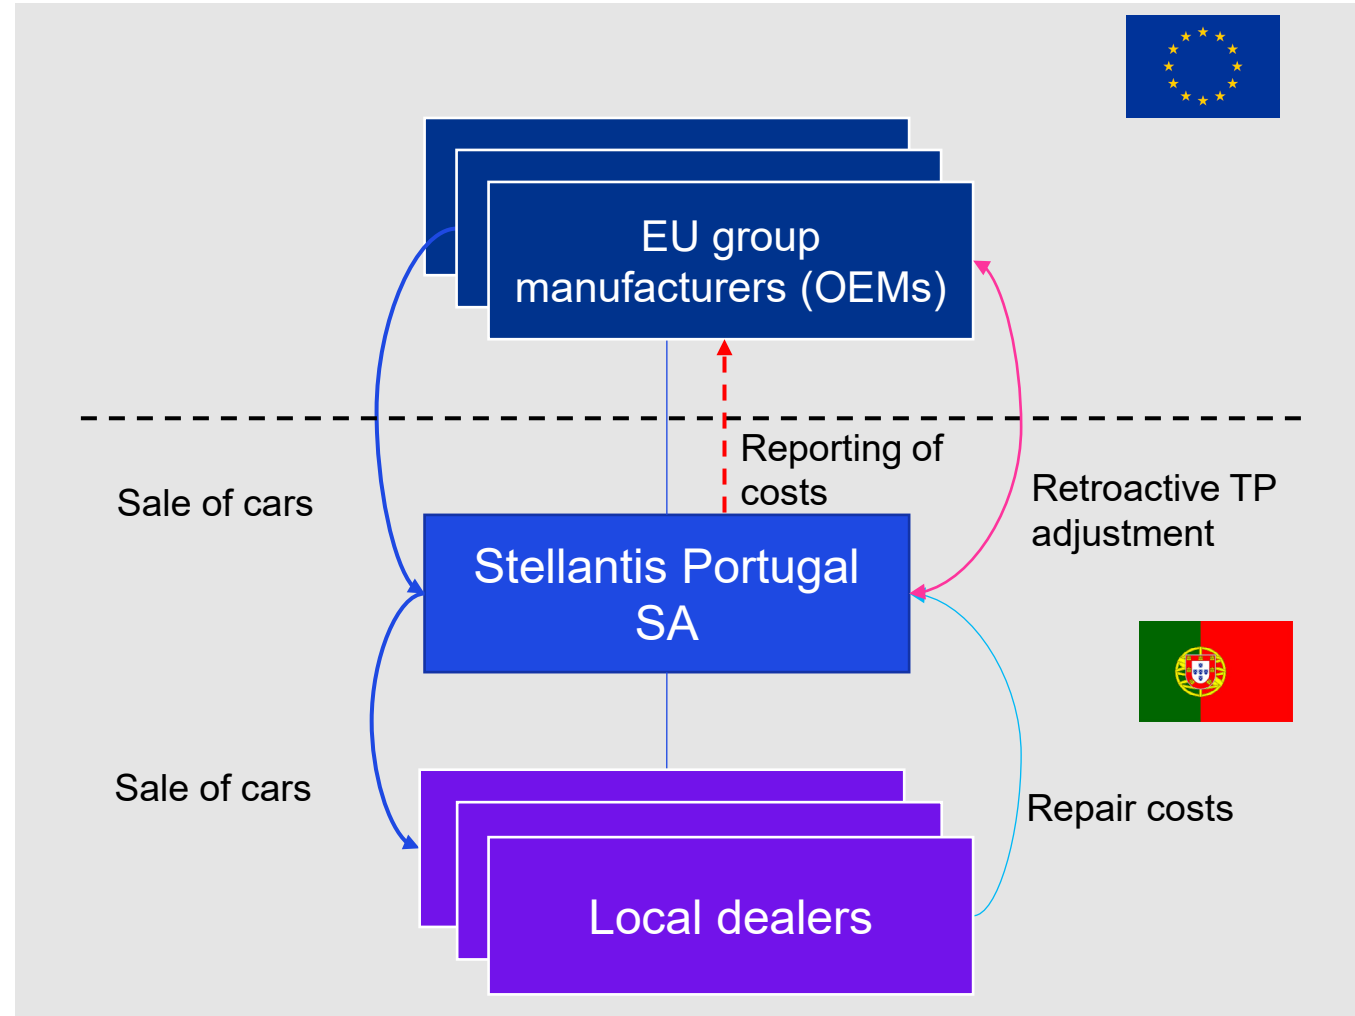 EU group
manufacturers (OEMs)
Reporting of
costs
Sale of cars
Retroactive TP
adjustment
Stellantis Portugal
SA
Sale of cars
Repair costs
Local dealers